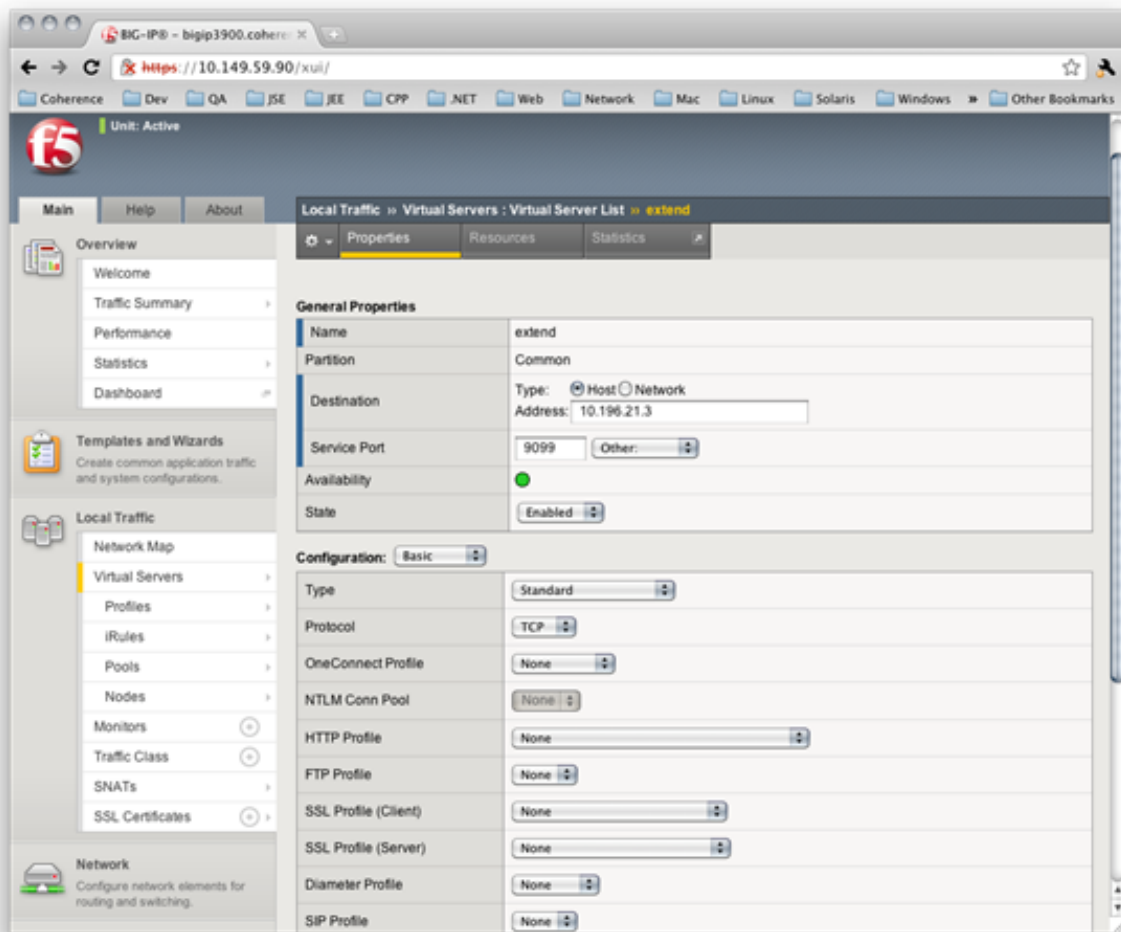 BIG-IP® - bigip3900.coheren
https://10.149.59.90/xui/
Coherence Dev QA JSE JEE CPP .NET Web Network Mac Linux Solaris Windows » Other Bookmarks
f5
Unit: Active
Main Help About
Local Traffic » Virtual Servers : Virtual Server List » extend
Properties Resources Statistics
Overview
Welcome
Traffic Summary
Performance
Statistics
Dashboard
Templates and Wizards
Create common application traffic
and system configurations.
Local Traffic
Network Map
Virtual Servers
Profiles
iRules
Pools
Nodes
Monitors
Traffic Class
SNATs
SSL Certificates
Network
Configure network elements for
routing and switching.
General Properties
Name extend
Partition Common
Destination
Type: Host Network
Address: 10.196.21.3
Service Port 9099 Other:
Availability
State Enabled
Configuration: Basic
Type Standard
Protocol TCP
OneConnect Profile None
NTLM Conn Pool None
HTTP Profile None
FTP Profile None
SSL Profile (Client) None
SSL Profile (Server) None
Diameter Profile None
SIP Profile None